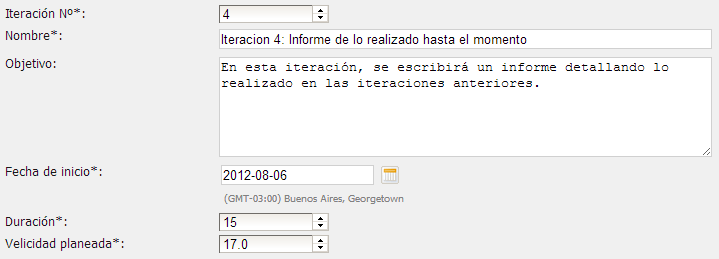 Iteración Nº*: 4
Nombre*: Iteracion 4: Informe de lo realizado hasta el momento
Objetivo: En esta iteración, se escribirá un informe detallando lo
realizado en las iteraciones anteriores.
Fecha de inicio*: 2012-08-06
(GMT-03:00) Buenos Aires, Georgetown
Duración*: 15
Velicidad planeada*: 17.0